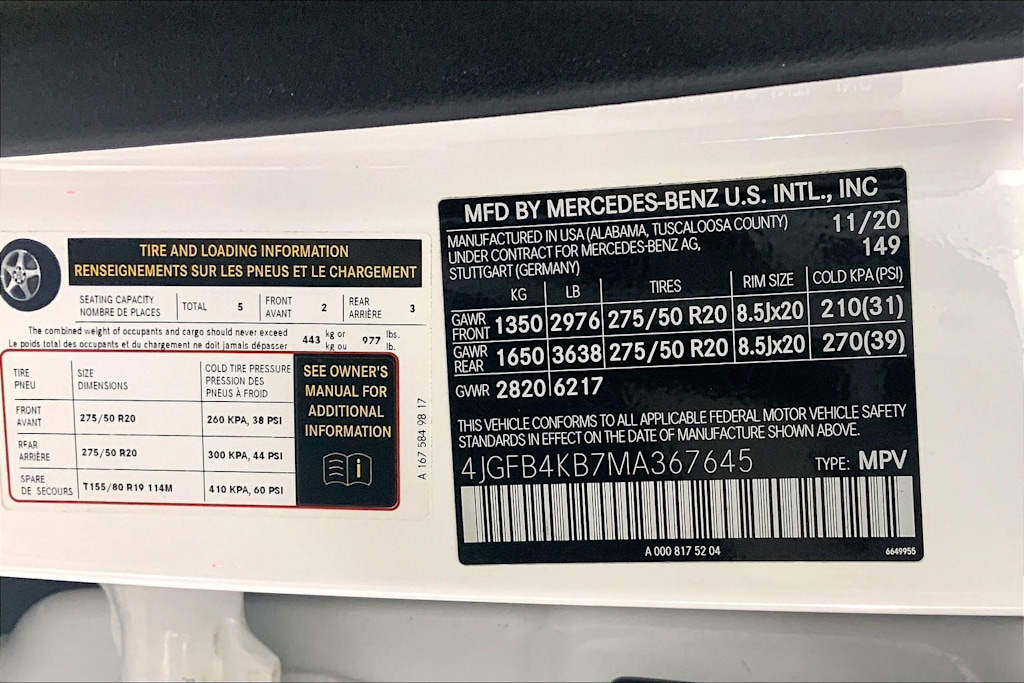 TIRE AND LOADING INFORMATION
RENSEIGNEMENTS SUR LES PNEUS ET LE CHARGEMENT
SEATING CAPACITY
NOMBRE DE PLACES
TOTAL 5
FRONT
AVANT
2
REAR
ARRIÈRE
3
The combined weight of occupants and cargo should never exceed
Le poids total des occupants et du chargement ne doit jamais dépasser
443 kg or
kg ou
977 lbs.
lb.
TIRE
PNEU
SIZE
DIMENSIONS
COLD TIRE PRESSURE
PRESSION DES
PNEUS À FROID
FRONT
AVANT
275/50 R20
260 KPA, 38 PSI
REAR
ARRIÈRE
275/50 R20
300 KPA, 44 PSI
SPARE
DE SECOURS
T155/80 R19 114M
410 KPA, 60 PSI
SEE OWNER'S
MANUAL FOR
ADDITIONAL
INFORMATION
i
A 167 584 98 17
MFD BY MERCEDES-BENZ U.S. INTL., INC
MANUFACTURED IN USA (ALABAMA, TUSCALOOSA COUNTY)
UNDER CONTRACT FOR MERCEDES-BENZ AG,
STUTTGART (GERMANY)
11/20
149
KG LB TIRES RIM SIZE COLD KPA (PSI)
GAWR
FRONT
1350 2976 275/50 R20 8.5Jx20 210(31)
GAWR
REAR
1650 3638 275/50 R20 8.5Jx20 270(39)
GVWR 2820 6217
THIS VEHICLE CONFORMS TO ALL APPLICABLE FEDERAL MOTOR VEHICLE SAFETY
STANDARDS IN EFFECT ON THE DATE OF MANUFACTURE SHOWN ABOVE.
4JGFB4KB7MA367645 TYPE: MPV
A 000 817 52 04
6649955